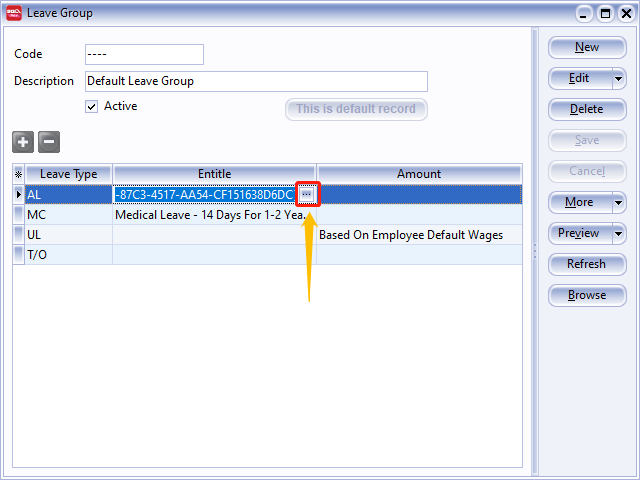 Leave Group
Code ----
Description Default Leave Group
Active This is default record
Leave Type Entitle Amount
AL -87C3-4517-AA54-CF151638D6DC ...
MC Medical Leave - 14 Days For 1-2 Yea...
UL Based On Employee Default Wages
T/O
New
Edit
Delete
Save
Cancel
More
Preview
Refresh
Browse